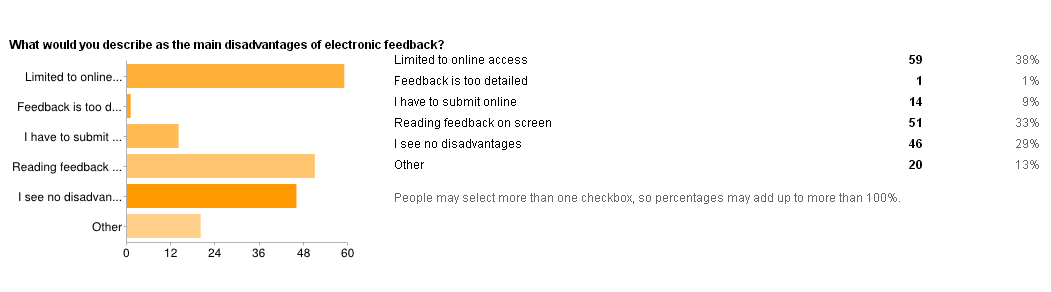 What would you describe as the main disadvantages of electronic feedback?
Limited to online...
Feedback is too d...
I have to submit ...
Reading feedback ...
I see no disadvan...
Other
0 12 24 36 48 60
Limited to online access 59 38%
Feedback is too detailed 1 1%
I have to submit online 14 9%
Reading feedback on screen 51 33%
I see no disadvantages 46 29%
Other 20 13%
People may select more than one checkbox, so percentages may add up to more than 100%.